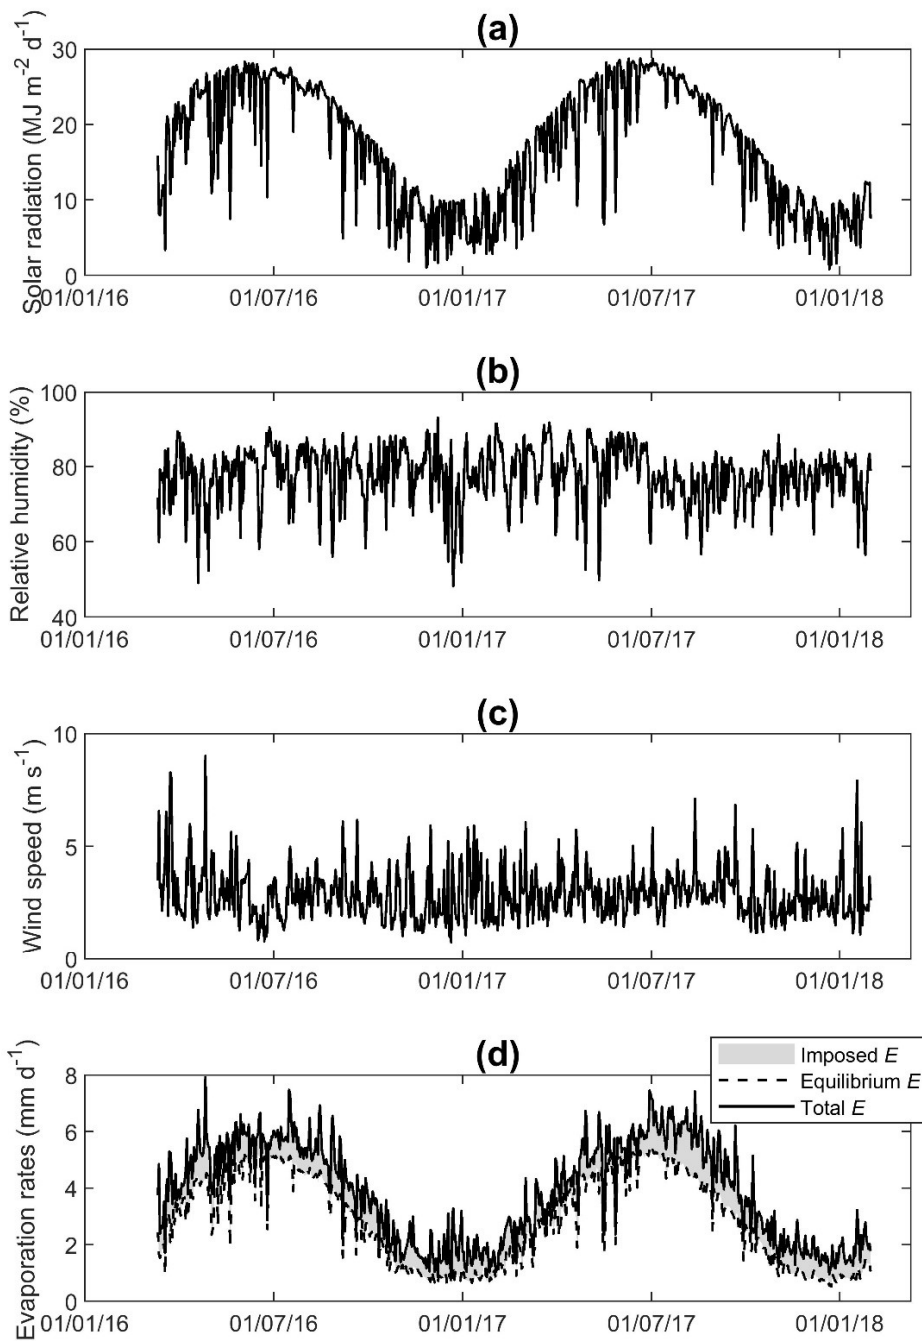 (a)
Solar radiation (MJ m⁻² d⁻¹)
30
20
10
0
01/01/16 01/07/16 01/01/17 01/07/17 01/01/18
(b)
Relative humidity (%)
100
80
60
40
01/01/16 01/07/16 01/01/17 01/07/17 01/01/18
(c)
Wind speed (m s⁻¹)
10
5
0
01/01/16 01/07/16 01/01/17 01/07/17 01/01/18
(d)
Evaporation rates (mm d⁻¹)
8
6
4
2
0
01/01/16 01/07/16 01/01/17 01/07/17 01/01/18
Imposed E
Equilibrium E
Total E